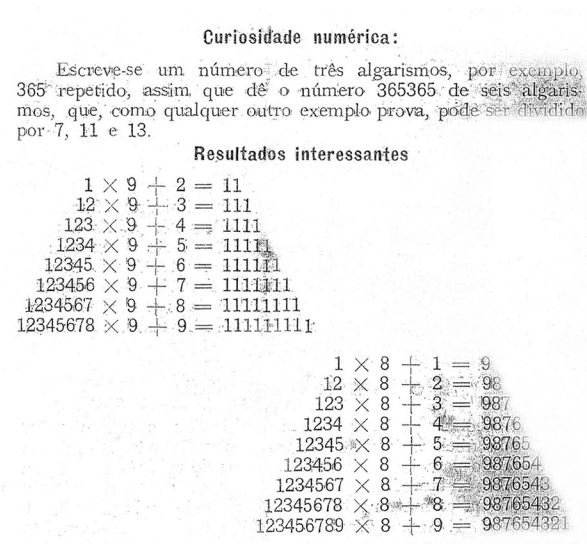 Curiosidade numérica:
Escreve-se um número de três algarismos, por exemplo,
365 repetido, assim que dê o número 365365 de seis algaris-
mos, que, como qualquer outro exemplo prova, pode ser dividido
por 7, 11 e 13.
Resultados interessantes
1 × 9 + 2 = 11
12 × 9 + 3 = 111
123 × 9 + 4 = 1111
1234 × 9 + 5 = 11111
12345 × 9 + 6 = 111111
123456 × 9 + 7 = 1111111
1234567 × 9 + 8 = 11111111
12345678 × 9 + 9 = 111111111
1 × 8 + 1 = 9
12 × 8 + 2 = 98
123 × 8 + 3 = 987
1234 × 8 + 4 = 9876
12345 × 8 + 5 = 98765
123456 × 8 + 6 = 987654
1234567 × 8 + 7 = 9876543
12345678 × 8 + 8 = 98765432
123456789 × 8 + 9 = 987654321